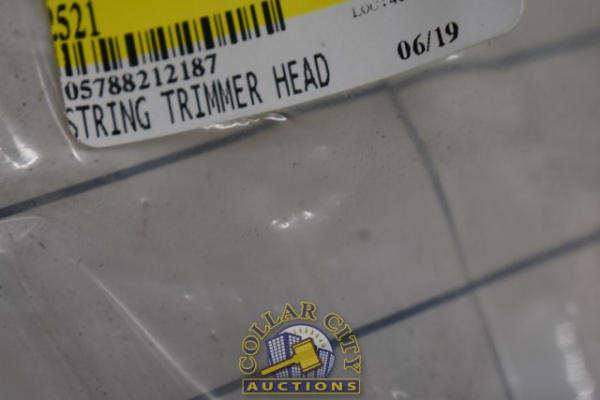 2521
LOC:
06/19
05788212187
STRING TRIMMER HEAD
COLLAR CITY
AUCTIONS